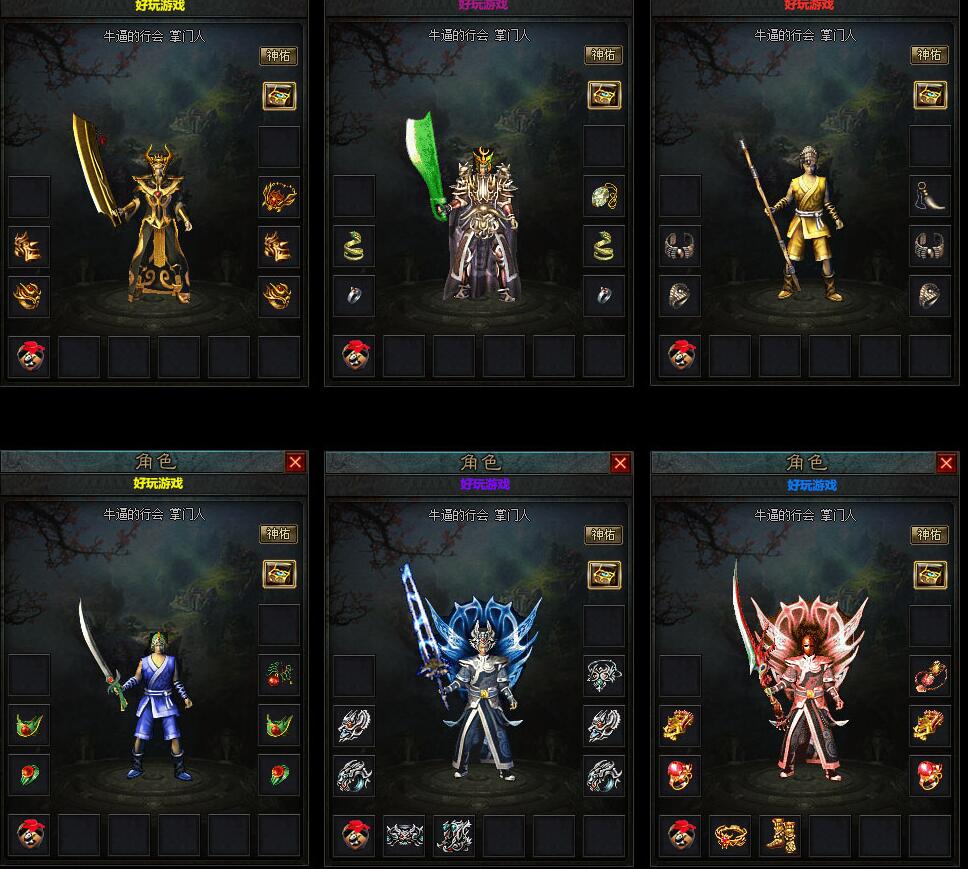 好玩游戏
好玩游戏
好玩游戏
牛逼的行会 掌门人
牛逼的行会 掌门人
牛逼的行会 掌门人
神佑
神佑
神佑
角色
角色
角色
好玩游戏
好玩游戏
好玩游戏
牛逼的行会 掌门人
牛逼的行会 掌门人
牛逼的行会 掌门人
神佑
神佑
神佑